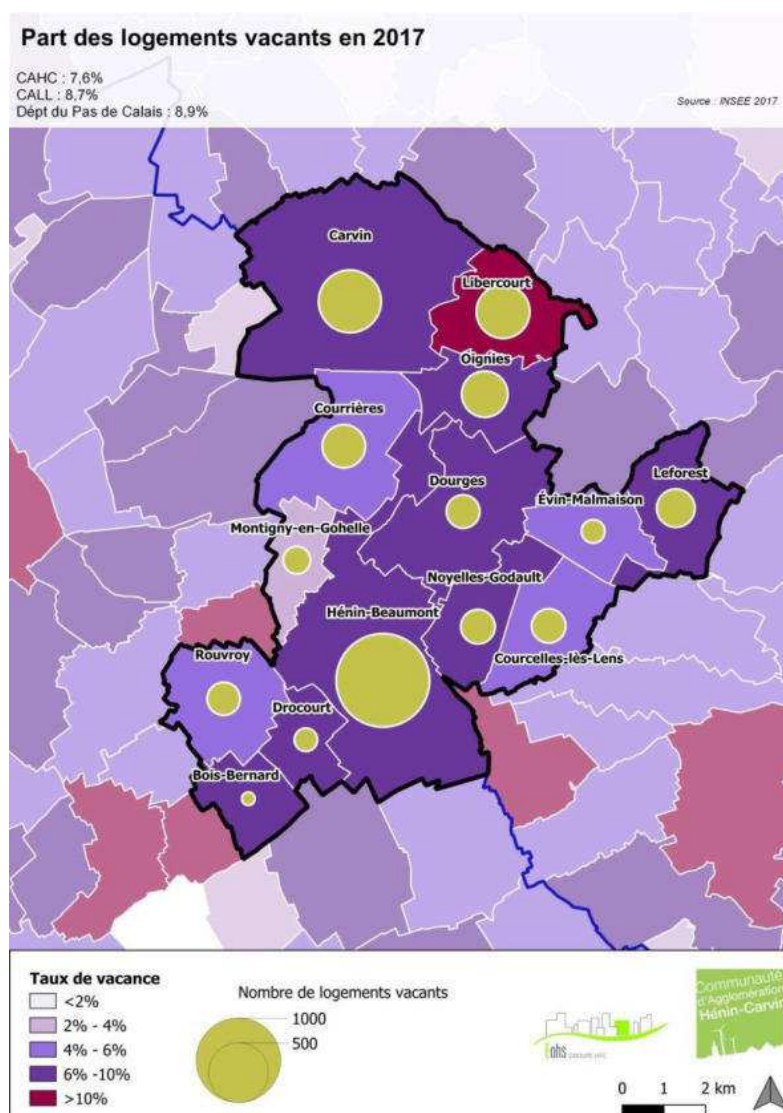 Part des logements vacants en 2017
CAHC : 7,6%
CALL : 8,7%
Dépt du Pas de Calais : 8,9%
Source : INSEE 2017
Carvin
Libercourt
Oignies
Courrières
Dourges
Leforest
Évin-Malmaison
Montigny-en-Gohelle
Noyelles-Godault
Hénin-Beaumont
Courcelles-lès-Lens
Rouvroy
Drocourt
Bois-Bernard
Taux de vacance
<2%
2% - 4%
4% - 6%
6% -10%
>10%
Nombre de logements vacants
1000
500
Communauté
d'Agglomération
Hénin-Carvin
0 1 2 km